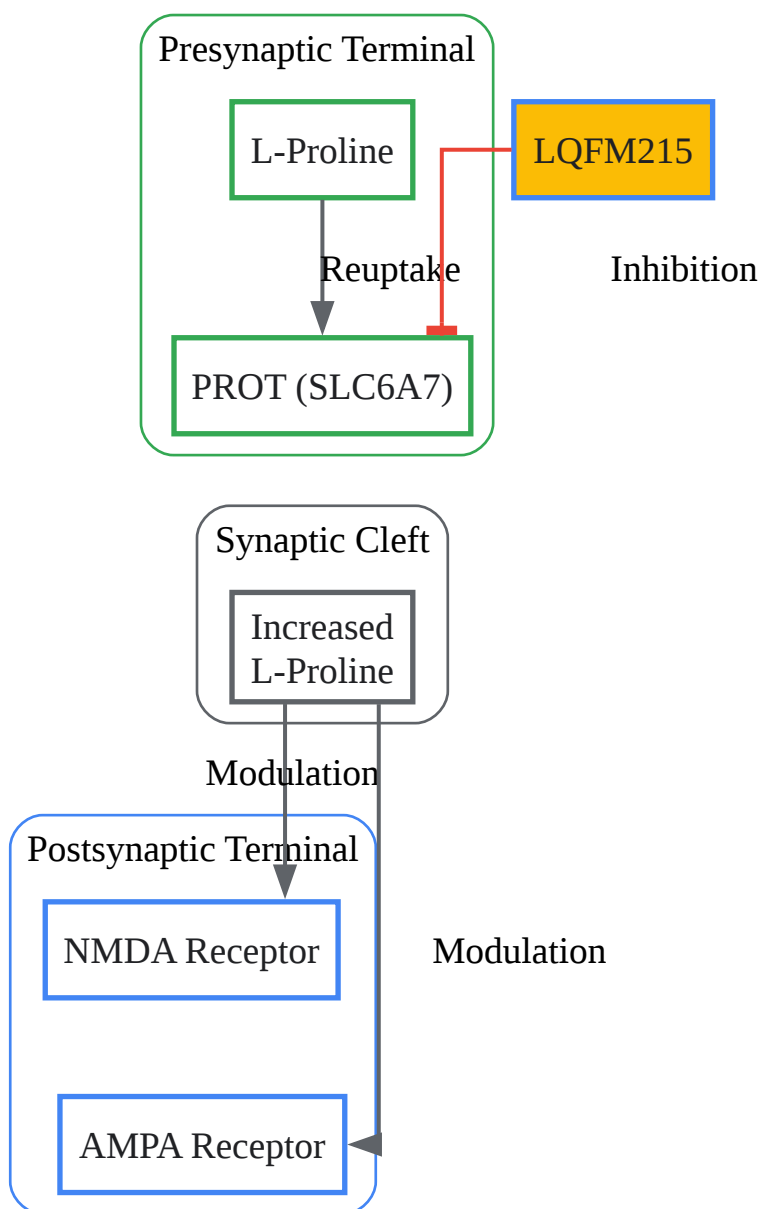 Presynaptic Terminal
L-Proline
LQFM215
Reuptake
Inhibition
PROT (SLC6A7)
Synaptic Cleft
Increased
L-Proline
Modulation
Postsynaptic Terminal
NMDA Receptor
Modulation
AMPA Receptor